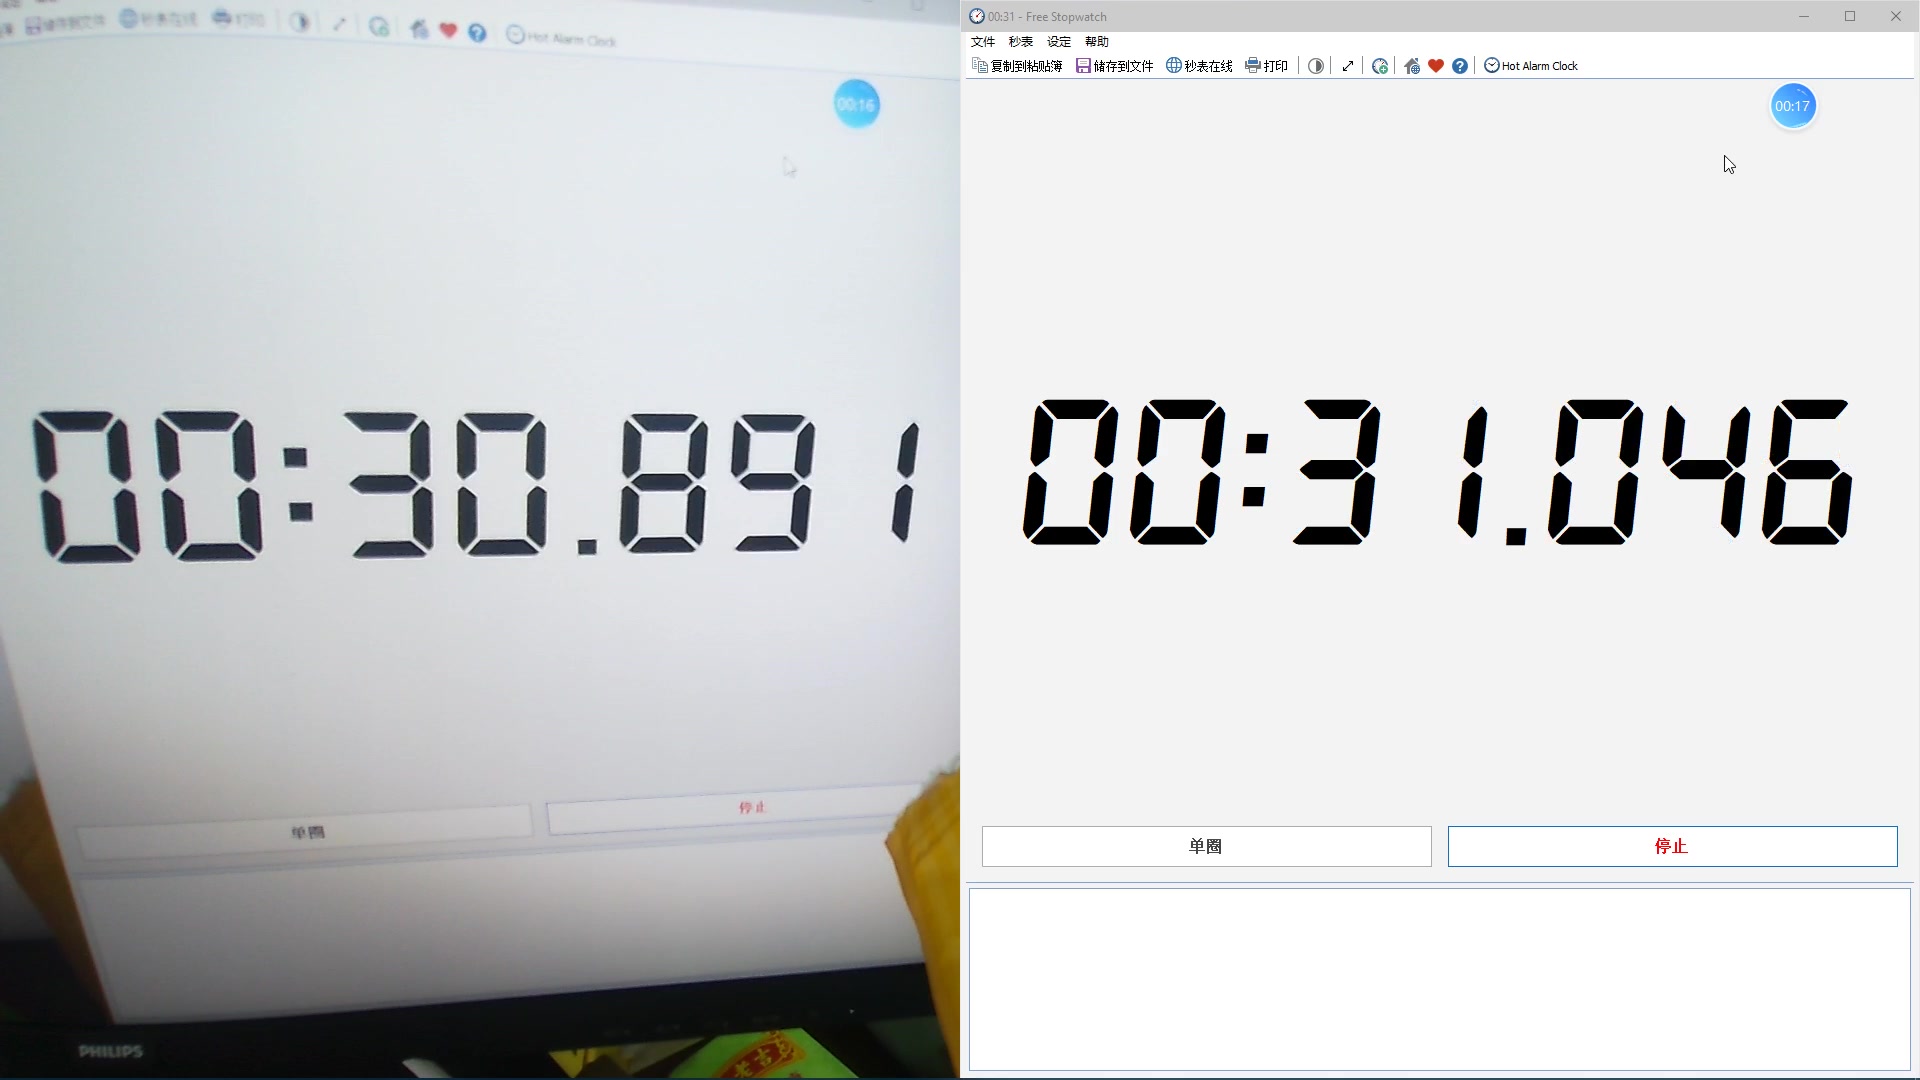 储存到文件 秒表在线 打印 Hot Alarm Clock
00:16
00:30.891
单圈 停止
PHILIPS
老吉
00:31 - Free Stopwatch
文件 秒表 设定 帮助
复制到粘贴簿 储存到文件 秒表在线 打印 Hot Alarm Clock
00:17
00:31.046
单圈 停止